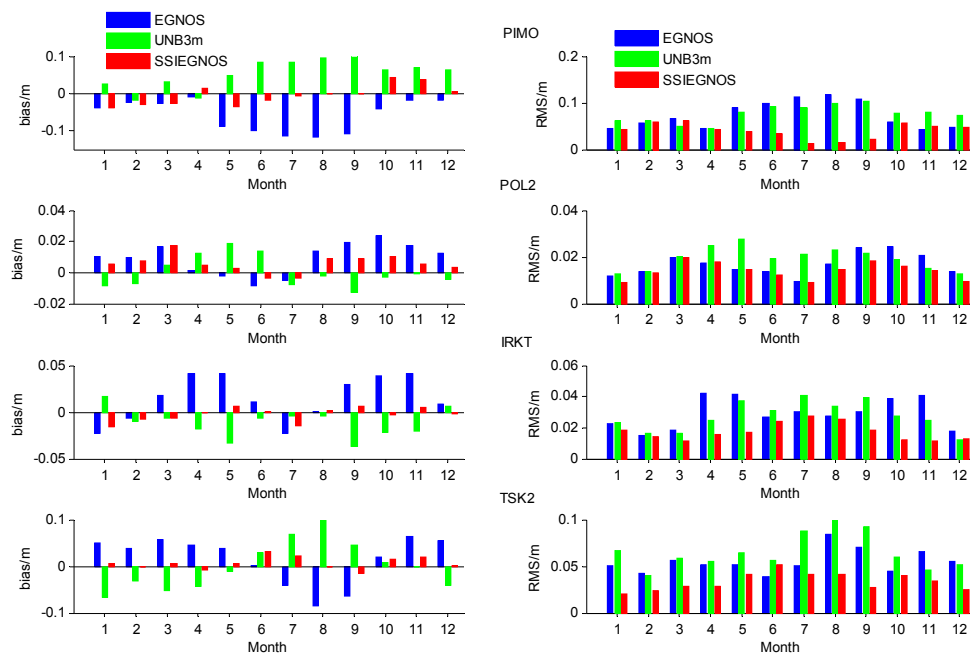 EGNOS
UNB3m
SSIEGNOS
PIMO
EGNOS
UNB3m
SSIEGNOS
0.1
0
-0.1
bias/m
1 2 3 4 5 6 7 8 9 10 11 12
Month
0.2
0.1
0
RMS/m
1 2 3 4 5 6 7 8 9 10 11 12
Month
POL2
0.04
0.02
0
-0.02
bias/m
1 2 3 4 5 6 7 8 9 10 11 12
Month
0.04
0.02
0
RMS/m
1 2 3 4 5 6 7 8 9 10 11 12
Month
IRKT
0.05
0
-0.05
bias/m
1 2 3 4 5 6 7 8 9 10 11 12
Month
0.06
0.04
0.02
0
RMS/m
1 2 3 4 5 6 7 8 9 10 11 12
Month
TSK2
0.1
0
-0.1
bias/m
1 2 3 4 5 6 7 8 9 10 11 12
Month
0.1
0.05
0
RMS/m
1 2 3 4 5 6 7 8 9 10 11 12
Month